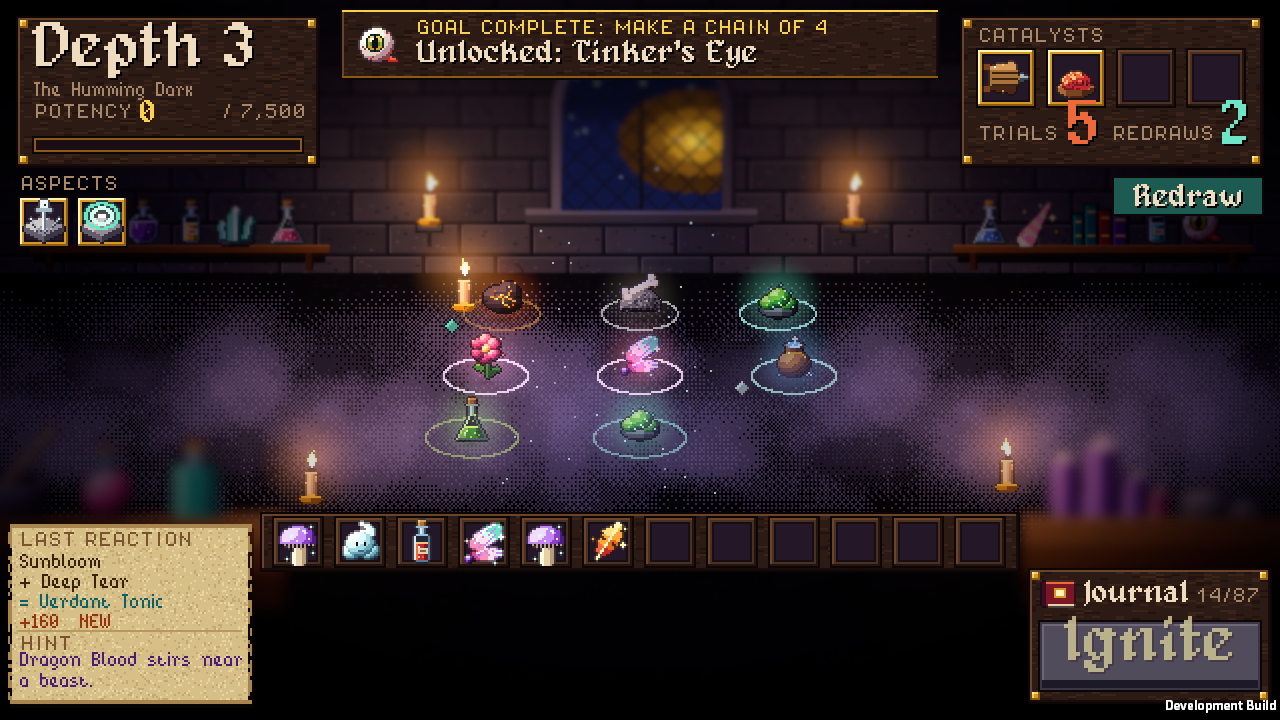 Depth 3
The Humming Dark
POTENCY 0 / 7,500
ASPECTS
GOAL COMPLETE: MAKE A CHAIN OF 4
Unlocked: Tinker's Eye
CATALYSTS
TRIALS 5 REDRAWS 2
Redraw
LAST REACTION
Sunbloom
+ Deep Tear
= Verdant Tonic
+160 NEW
HINT
Dragon Blood stirs near
a beast.
Journal 14/87
Ignite
Development Build